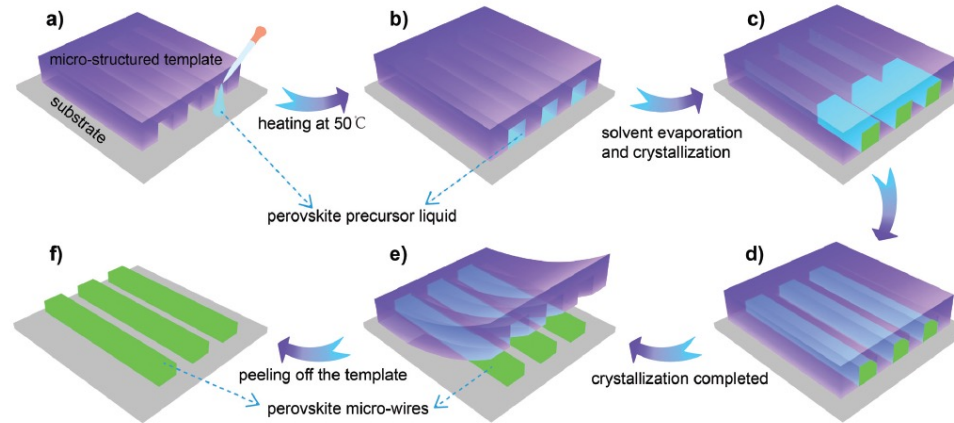 a)
b)
c)
micro-structured template
substrate
heating at 50℃
solvent evaporation
and crystallization
perovskite precursor liquid
f)
e)
d)
peeling off the template
crystallization completed
perovskite micro-wires